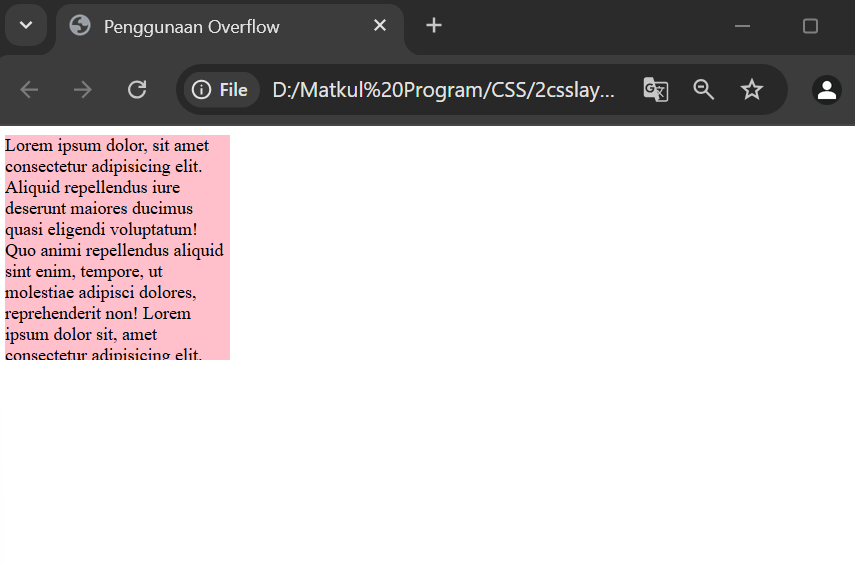 Penggunaan Overflow
File
D:/Matkul%20Program/CSS/2csslay...
Lorem ipsum dolor, sit amet
consectetur adipisicing elit.
Aliquid repellendus iure
deserunt maiores ducimus
quasi eligendi voluptatum!
Quo animi repellendus aliquid
sint enim, tempore, ut
molestiae adipisci dolores,
reprehenderit non! Lorem
ipsum dolor sit, amet
consectetur adipisicing elit.